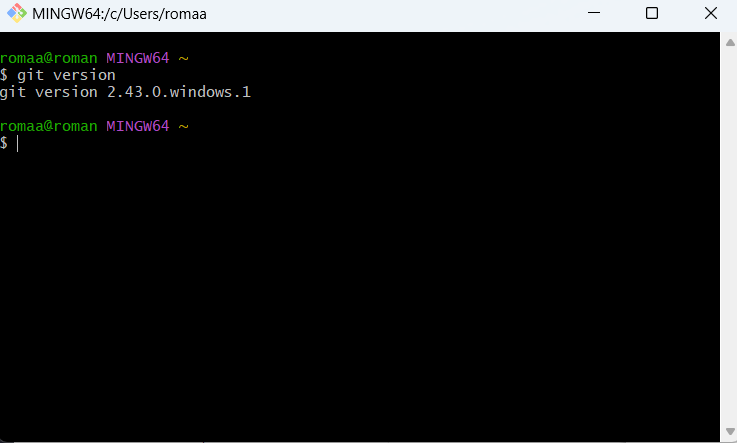 MINGW64:/c/Users/romaa
romaa@roman MINGW64 ~
$ git version
git version 2.43.0.windows.1
romaa@roman MINGW64 ~
$